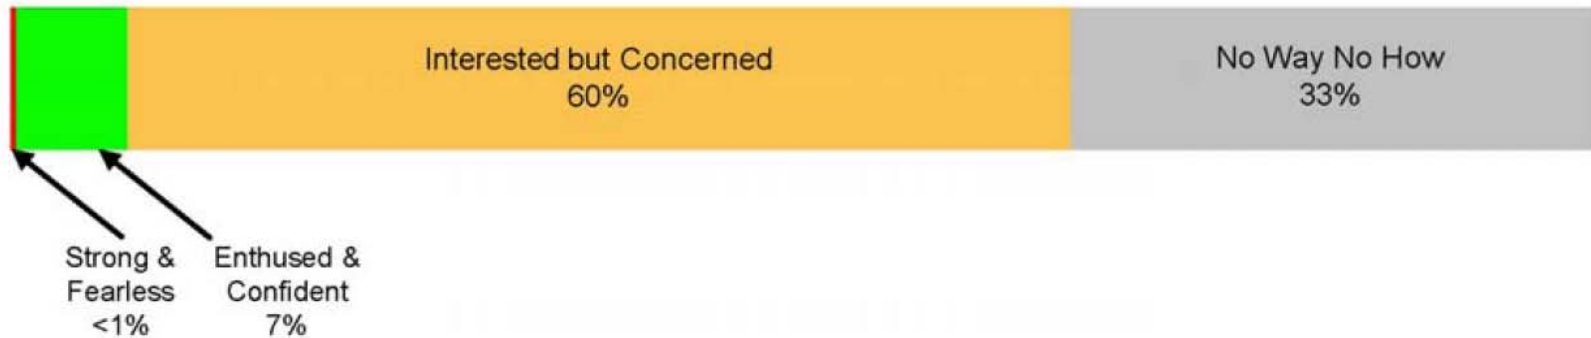 Interested but Concerned
60%
No Way No How
33%
Strong &
Fearless
<1%
Enthused &
Confident
7%